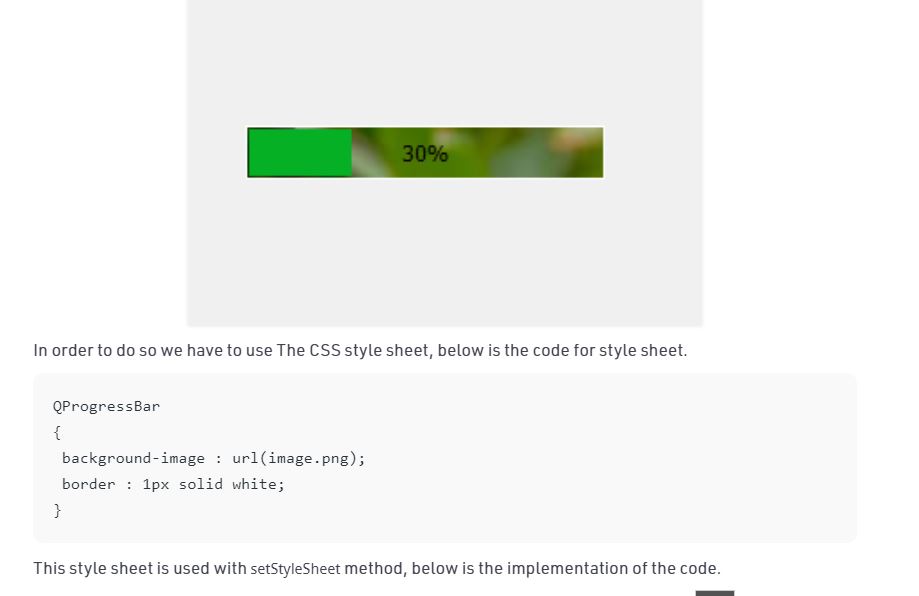 30%
In order to do so we have to use The CSS style sheet, below is the code for style sheet.
QProgressBar
{
background-image : url(image.png);
border : 1px solid white;
}
This style sheet is used with setStyleSheet method, below is the implementation of the code.